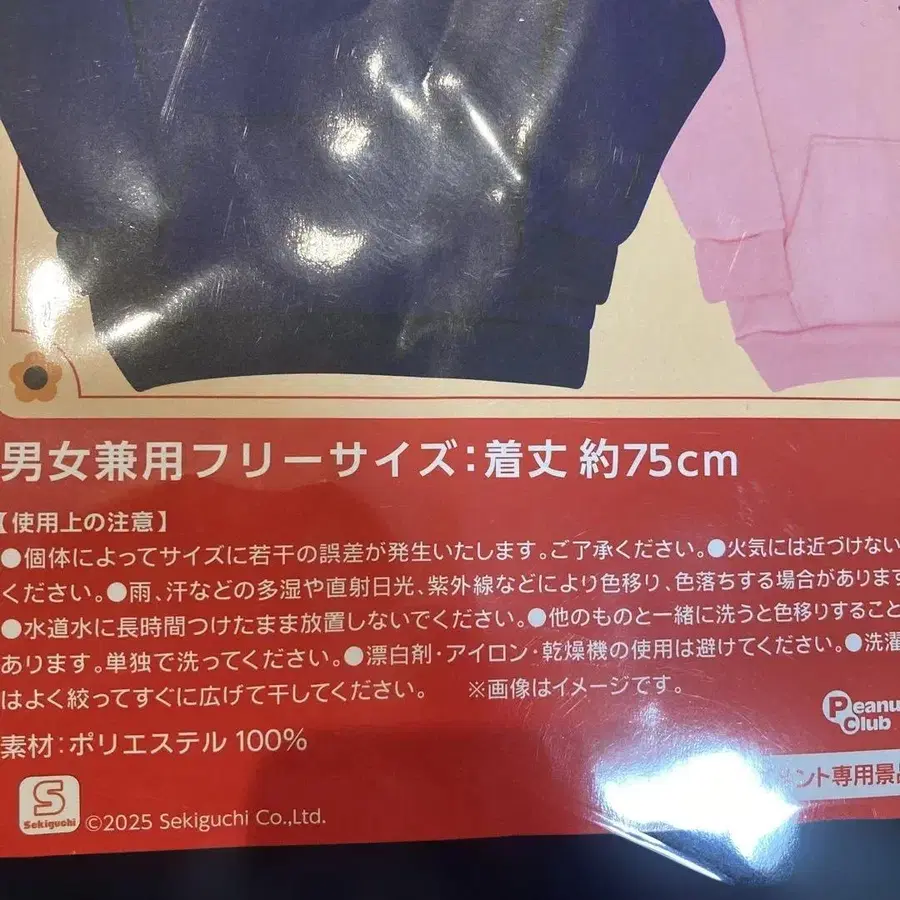 男女兼用フリーサイズ:着丈 約75cm
【使用上の注意】
●個体によってサイズに若干の誤差が発生いたします。ご了承ください。●火気には近づけない
ください。●雨、汗などの多湿や直射日光、紫外線などにより色移り、色落ちする場合があります
●水道水に長時間つけたまま放置しないでください。●他のものと一緒に洗うと色移りすること
あります。単独で洗ってください。●漂白剤・アイロン・乾燥機の使用は避けてください。●洗濯
はよく絞ってすぐに広げて干してください。 ※画像はイメージです。
Peanu
Club
素材:ポリエステル 100%
ント専用景品
S
Sekiguchi
©2025 Sekiguchi Co.,Ltd.